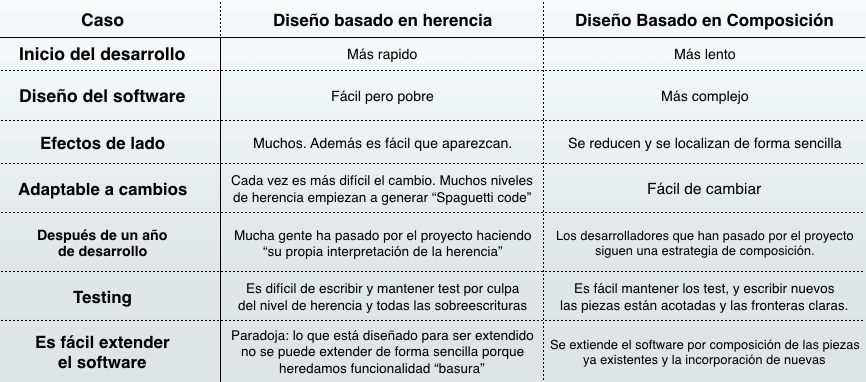 Caso
Diseño basado en herencia
Diseño Basado en Composición
Inicio del desarrollo
Más rapido
Más lento
Diseño del software
Fácil pero pobre
Más complejo
Efectos de lado
Muchos. Además es fácil que aparezcan.
Se reducen y se localizan de forma sencilla
Adaptable a cambios
Cada vez es más difícil el cambio. Muchos niveles
de herencia empiezan a generar “Spaguetti code”
Fácil de cambiar
Después de un año
de desarrollo
Mucha gente ha pasado por el proyecto haciendo
“su propia interpretación de la herencia”
Los desarrolladores que han pasado por el proyecto
siguen una estrategia de composición.
Testing
Es difícil de escribir y mantener test por culpa
del nivel de herencia y todas las sobreescrituras
Es fácil mantener los test, y escribir nuevos
las piezas están acotadas y las fronteras claras.
Es fácil extender
el software
Paradoja: lo que está diseñado para ser extendido
no se puede extender de forma sencilla porque
heredamos funcionalidad “basura”
Se extiende el software por composición de las piezas
ya existentes y la incorporación de nuevas